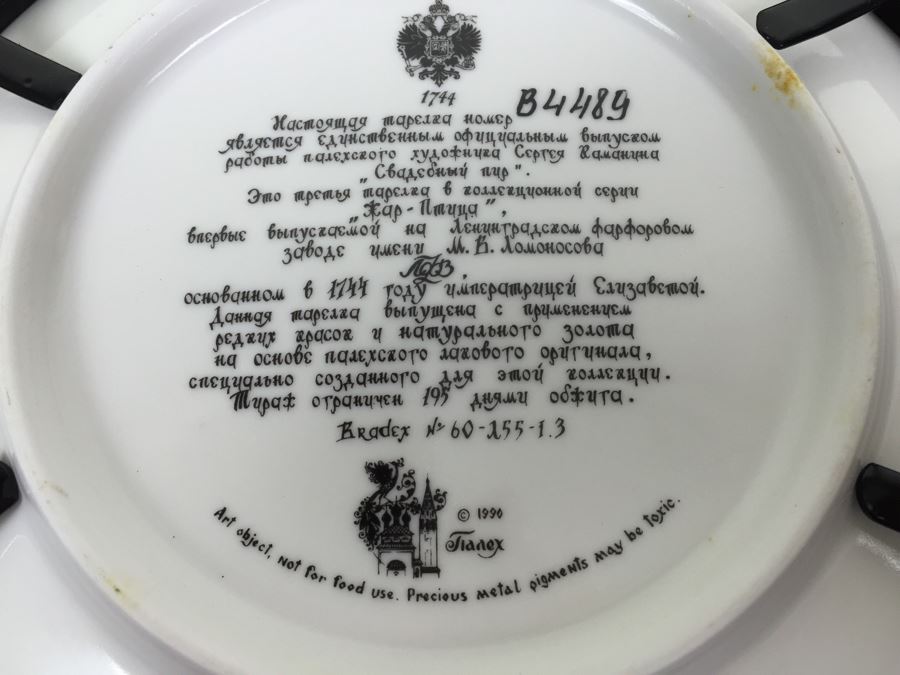 1744
Настоящая тарелка номер B4489
является единственным официальным выпуском
работы палехского художника Сергея Каманина
„Свадебный пир".
Это третья тарелка в коллекционной серии
„Жар-Птица",
впервые выпускаемой на Ленинградском фарфоровом
заводе имени М.В.Ломоносова
ЛФЗ,
основанном в 1744 году императрицей Елизаветой.
Данная тарелка выпущена с применением
редких красок и натурального золота
на основе палехского лакового оригинала,
специально созданного для этой коллекции.
Тираж ограничен 195 днями обжига.
Bradex № 60-Л55-1.3
© 1990
Палех
Art object, not for food use. Precious metal pigments may be toxic.